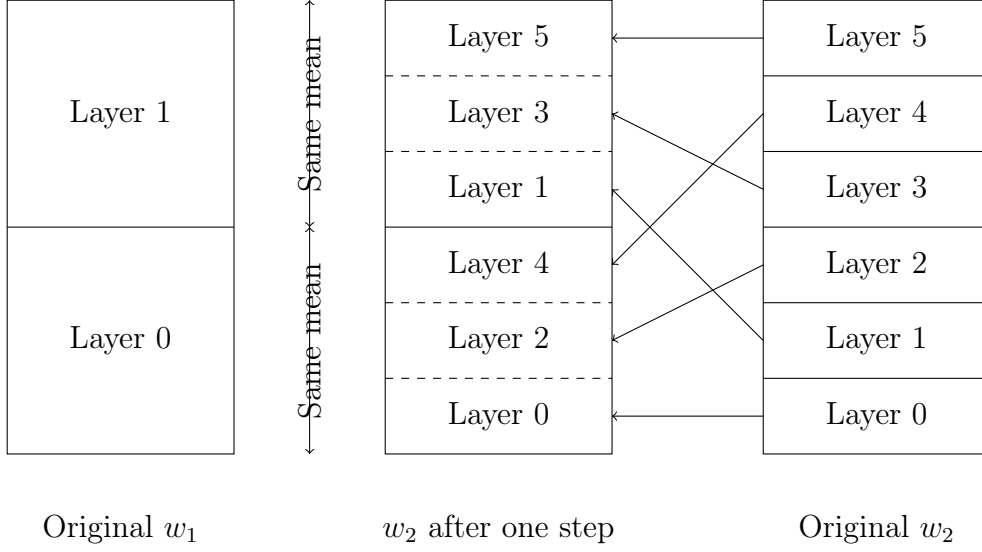 Layer 1
Layer 0
Same mean
Same mean
Layer 5
Layer 3
Layer 1
Layer 4
Layer 2
Layer 0
Layer 5
Layer 4
Layer 3
Layer 2
Layer 1
Layer 0
Original w₁
w₂ after one step
Original w₂